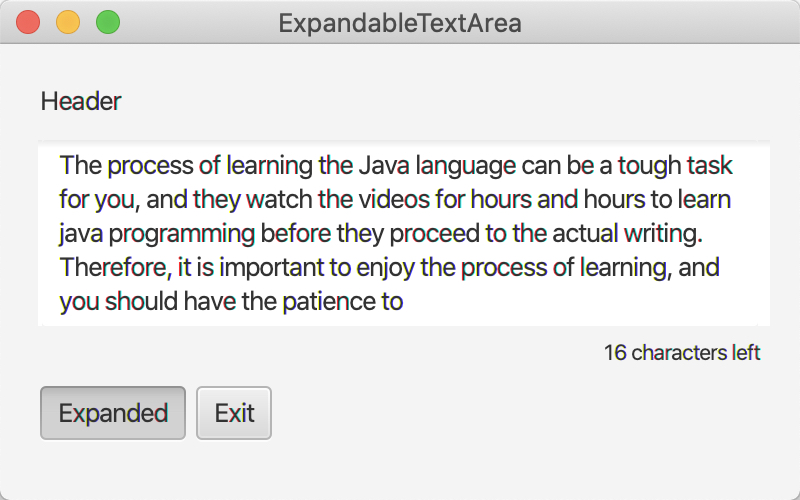 ExpandableTextArea
Header
The process of learning the Java language can be a tough task
for you, and they watch the videos for hours and hours to learn
java programming before they proceed to the actual writing.
Therefore, it is important to enjoy the process of learning, and
you should have the patience to
16 characters left
Expanded Exit